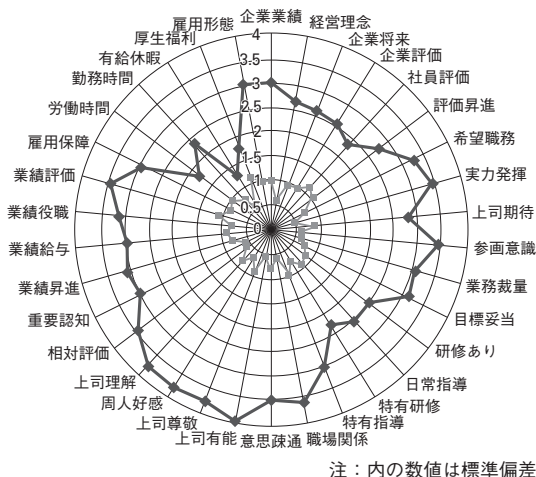 企業業績
経営理念
企業将来
企業評価
社員評価
評価昇進
希望職務
実力発揮
上司期待
参画意識
業務裁量
目標妥当
研修あり
日常指導
特有研修
特有指導
職場関係
意思疎通
上司有能
上司尊敬
周人好感
上司理解
相対評価
重要認知
業績昇進
業績給与
業績役職
業績評価
雇用保障
労働時間
勤務時間
有給休暇
厚生福利
雇用形態
4
3.5
3
2.5
2
1.5
1
0.5
0
注：内の数値は標準偏差